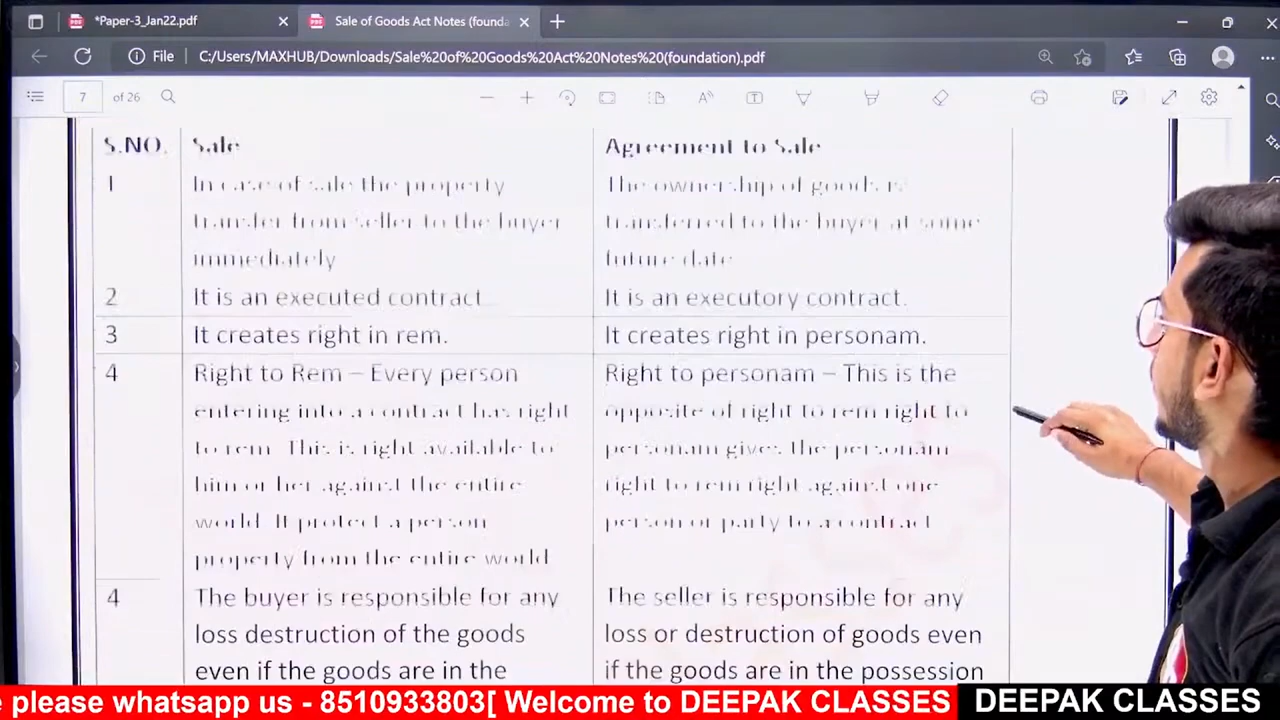 *Paper-3_Jan22.pdf
Sale of Goods Act Notes (founda
File
C:/Users/MAXHUB/Downloads/Sale%20of%20Goods%20Act%20Notes%20(foundation).pdf
7 of 26
S.NO. Sale Agreement to Sale
1 In case of sale the property The ownership of goods is
transfer from seller to the buyer transferred to the buyer at some
immediately future date
2 It is an executed contract It is an executory contract.
3 It creates right in rem. It creates right in personam.
4 Right to Rem – Every person Right to personam – This is the
entering into a contract has right opposite of right to rem right to
to rem This is right available to personam gives the personam
him or her against the entire right to rem right against one
world It protect a person person or party to a contract
property from the entire world
4 The buyer is responsible for any The seller is responsible for any
loss destruction of the goods loss or destruction of goods even
even if the goods are in the if the goods are in the possession
please whatsapp us - 8510933803[ Welcome to DEEPAK CLASSES DEEPAK CLASSES